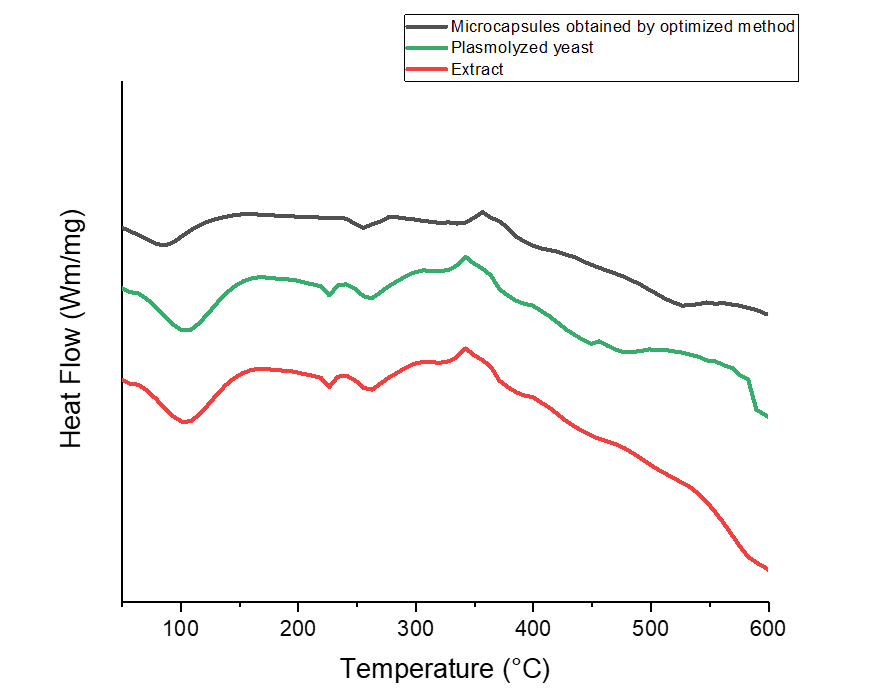 Microcapsules obtained by optimized method
Plasmolyzed yeast
Extract
Heat Flow (Wm/mg)
100 200 300 400 500 600
Temperature (°C)